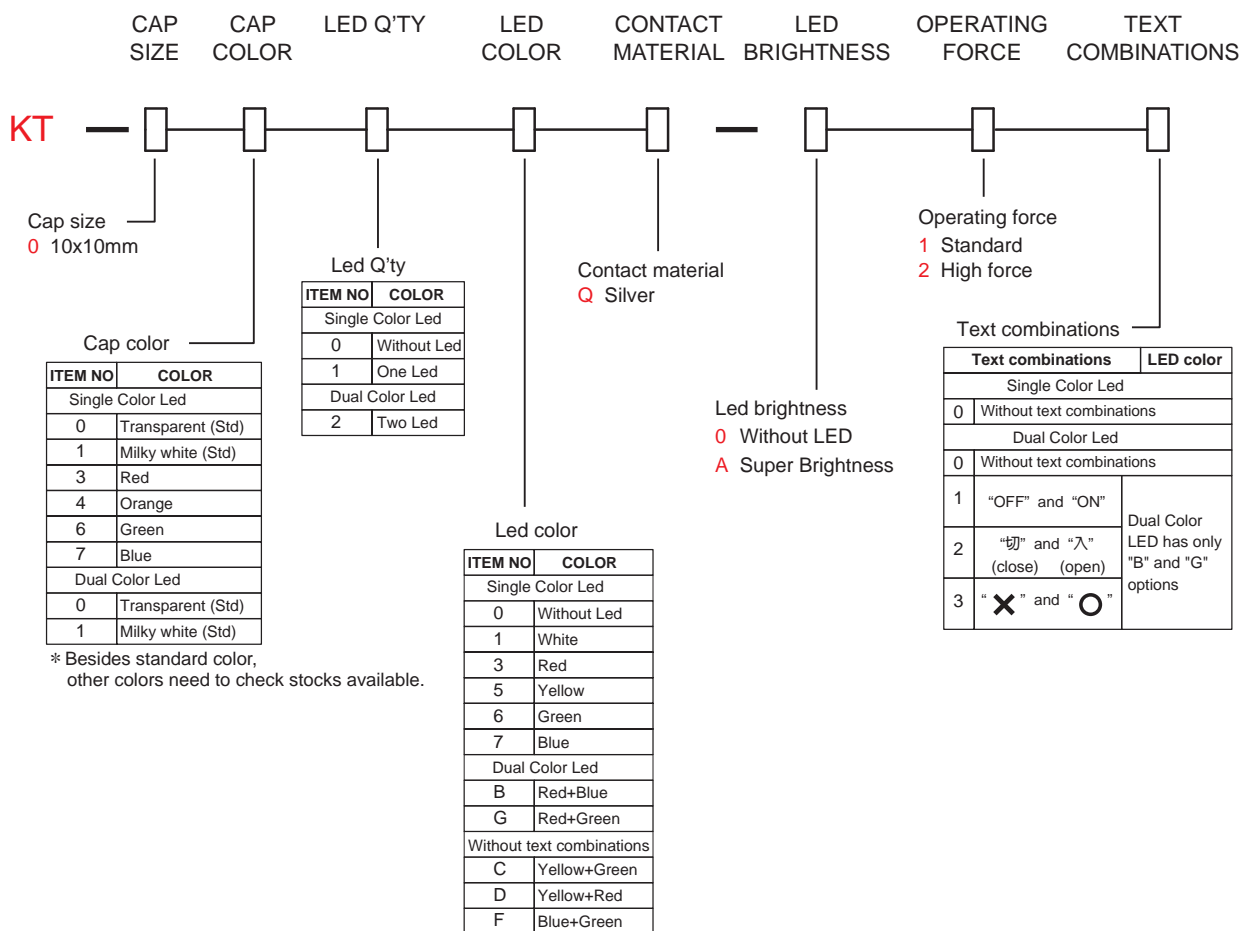 CAP SIZE
CAP COLOR
LED Q’TY
LED COLOR
CONTACT MATERIAL
LED BRIGHTNESS
OPERATING FORCE
TEXT COMBINATIONS
KT
Cap size
0 10x10mm
Cap color
ITEM NO COLOR
Single Color Led
0 Transparent (Std)
1 Milky white (Std)
3 Red
4 Orange
6 Green
7 Blue
Dual Color Led
0 Transparent (Std)
1 Milky white (Std)
* Besides standard color,
other colors need to check stocks available.
Led Q’ty
ITEM NO COLOR
Single Color Led
0 Without Led
1 One Led
Dual Color Led
2 Two Led
Led color
ITEM NO COLOR
Single Color Led
0 Without Led
1 White
3 Red
5 Yellow
6 Green
7 Blue
Dual Color Led
B Red+Blue
G Red+Green
Without text combinations
C Yellow+Green
D Yellow+Red
F Blue+Green
Contact material
Q Silver
Led brightness
0 Without LED
A Super Brightness
Operating force
1 Standard
2 High force
Text combinations
Text combinations LED color
Single Color Led
0 Without text combinations
Dual Color Led
0 Without text combinations
1 “OFF” and “ON”
2 “切” and “入”
(close) (open)
3 “ ✕ ” and “ ○ ”
Dual Color
LED has only
"B" and "G"
options